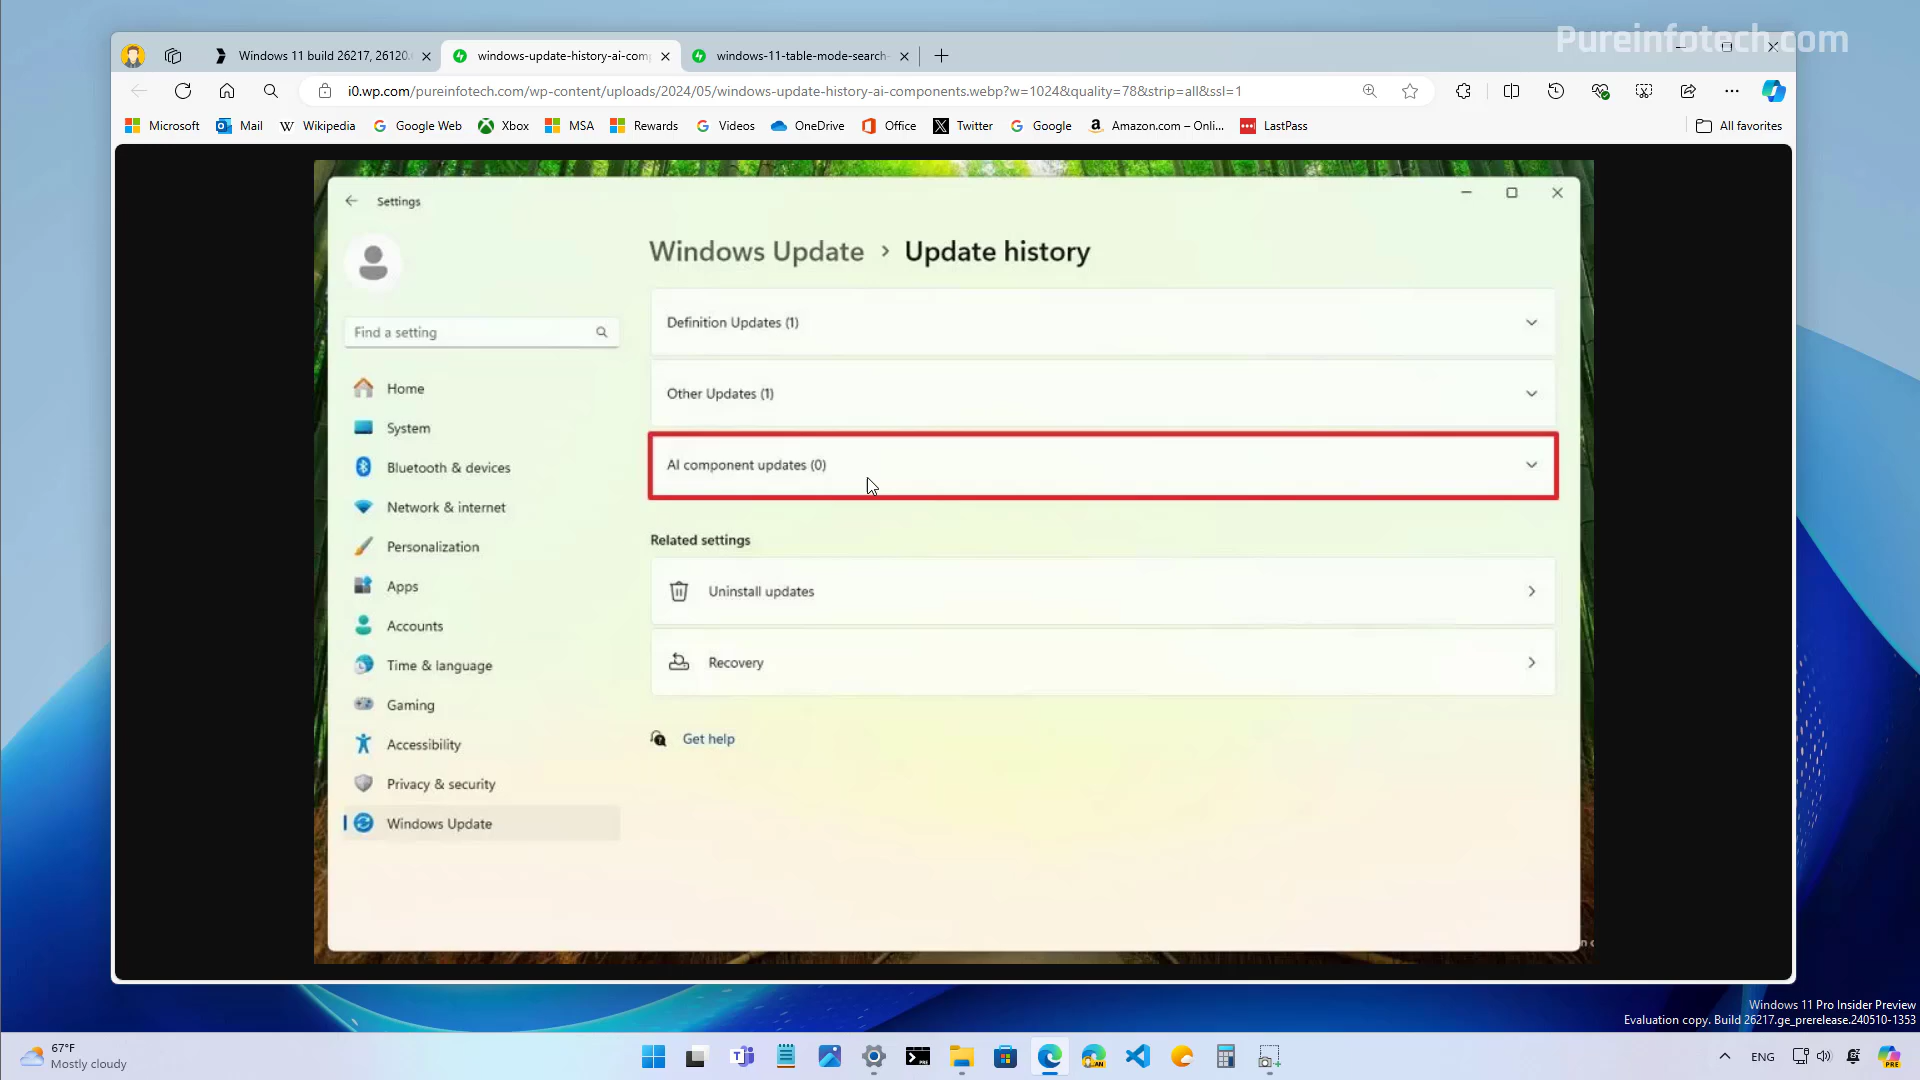 Pureinfotech.com
Windows 11 build 26217, 26120.
windows-update-history-ai-comp
windows-11-table-mode-search-
i0.wp.com/pureinfotech.com/wp-content/uploads/2024/05/windows-update-history-ai-components.webp?w=1024&quality=78&strip=all&ssl=1
Microsoft Mail Wikipedia Google Web Xbox MSA Rewards Videos OneDrive Office Twitter Google Amazon.com – Onli... LastPass All favorites
Settings
Windows Update > Update history
Find a setting
Home
System
Bluetooth & devices
Network & internet
Personalization
Apps
Accounts
Time & language
Gaming
Accessibility
Privacy & security
Windows Update
Definition Updates (1)
Other Updates (1)
AI component updates (0)
Related settings
Uninstall updates
Recovery
Get help
Windows 11 Pro Insider Preview
Evaluation copy. Build 26217.ge_prerelease.240510-1353
67°F
Mostly cloudy
ENG